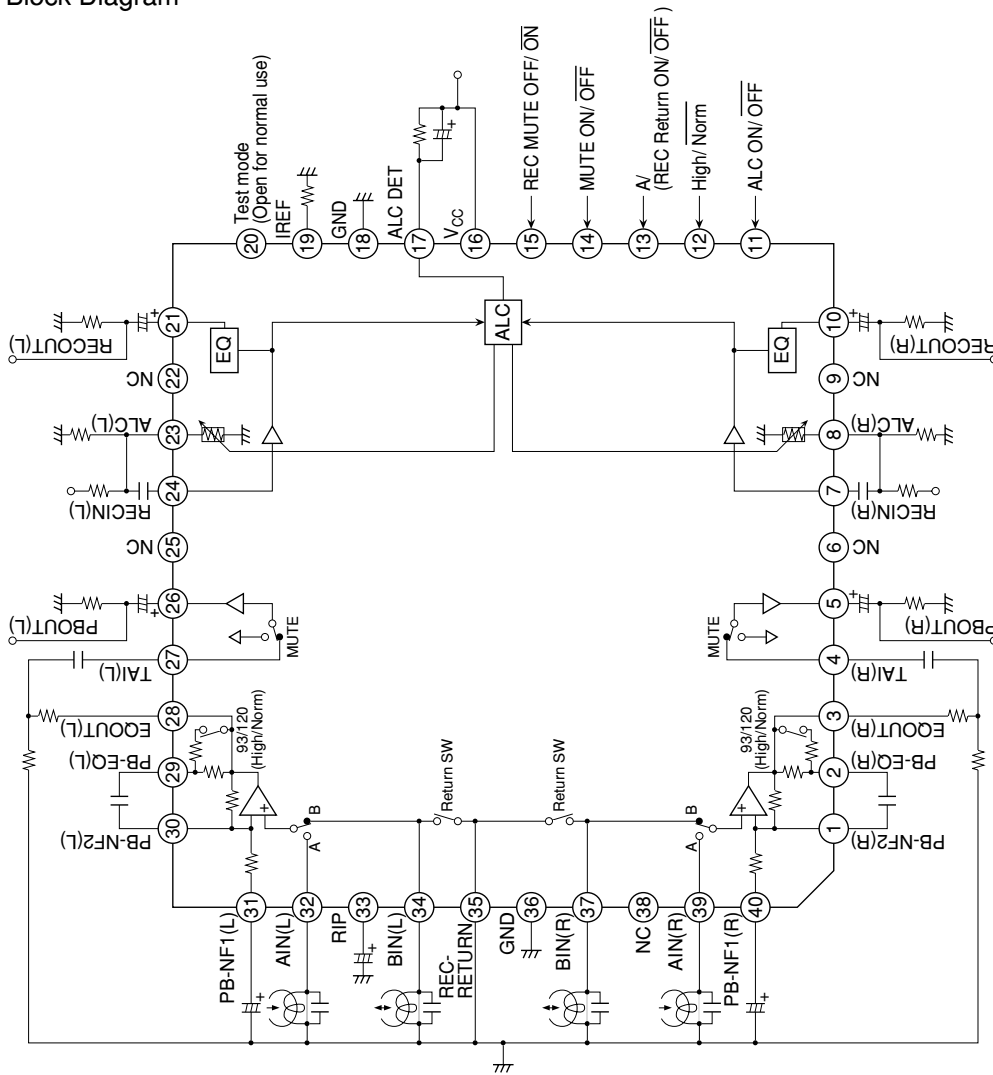 Block Diagram
20 Test mode
(Open for normal use)
19 IREF
18 GND
17 ALC DET
16 VCC
15 REC MUTE OFF/ ON
14 MUTE ON/ OFF
13 A/
(REC Return ON/ OFF)
12 High/ Norm
11 ALC ON/ OFF
RECOUT(L)
21
NC 22
ALC(L)
23
RECIN(L)
24
NC 25
PBOUT(L)
26
TAI(L)
27
EQOUT(L)
28
PB-EQ(L)
29
PB-NF2(L)
30
EQ
ALC
EQ
MUTE
MUTE
93/120
(High/Norm)
93/120
(High/Norm)
+
+
A
B
Return SW
Return SW
A
B
RECOUT(R)
10
NC
9
ALC(R)
8
RECIN(R)
7
NC
6
PBOUT(R)
5
TAI(R)
4
EQOUT(R)
3
PB-EQ(R)
2
PB-NF2(R)
1
31 PB-NF1(L)
32 AIN(L)
33 RIP
34 BIN(L)
35 REC-
RETURN
36 GND
37 BIN(R)
38 NC
39 AIN(R)
40 PB-NF1(R)